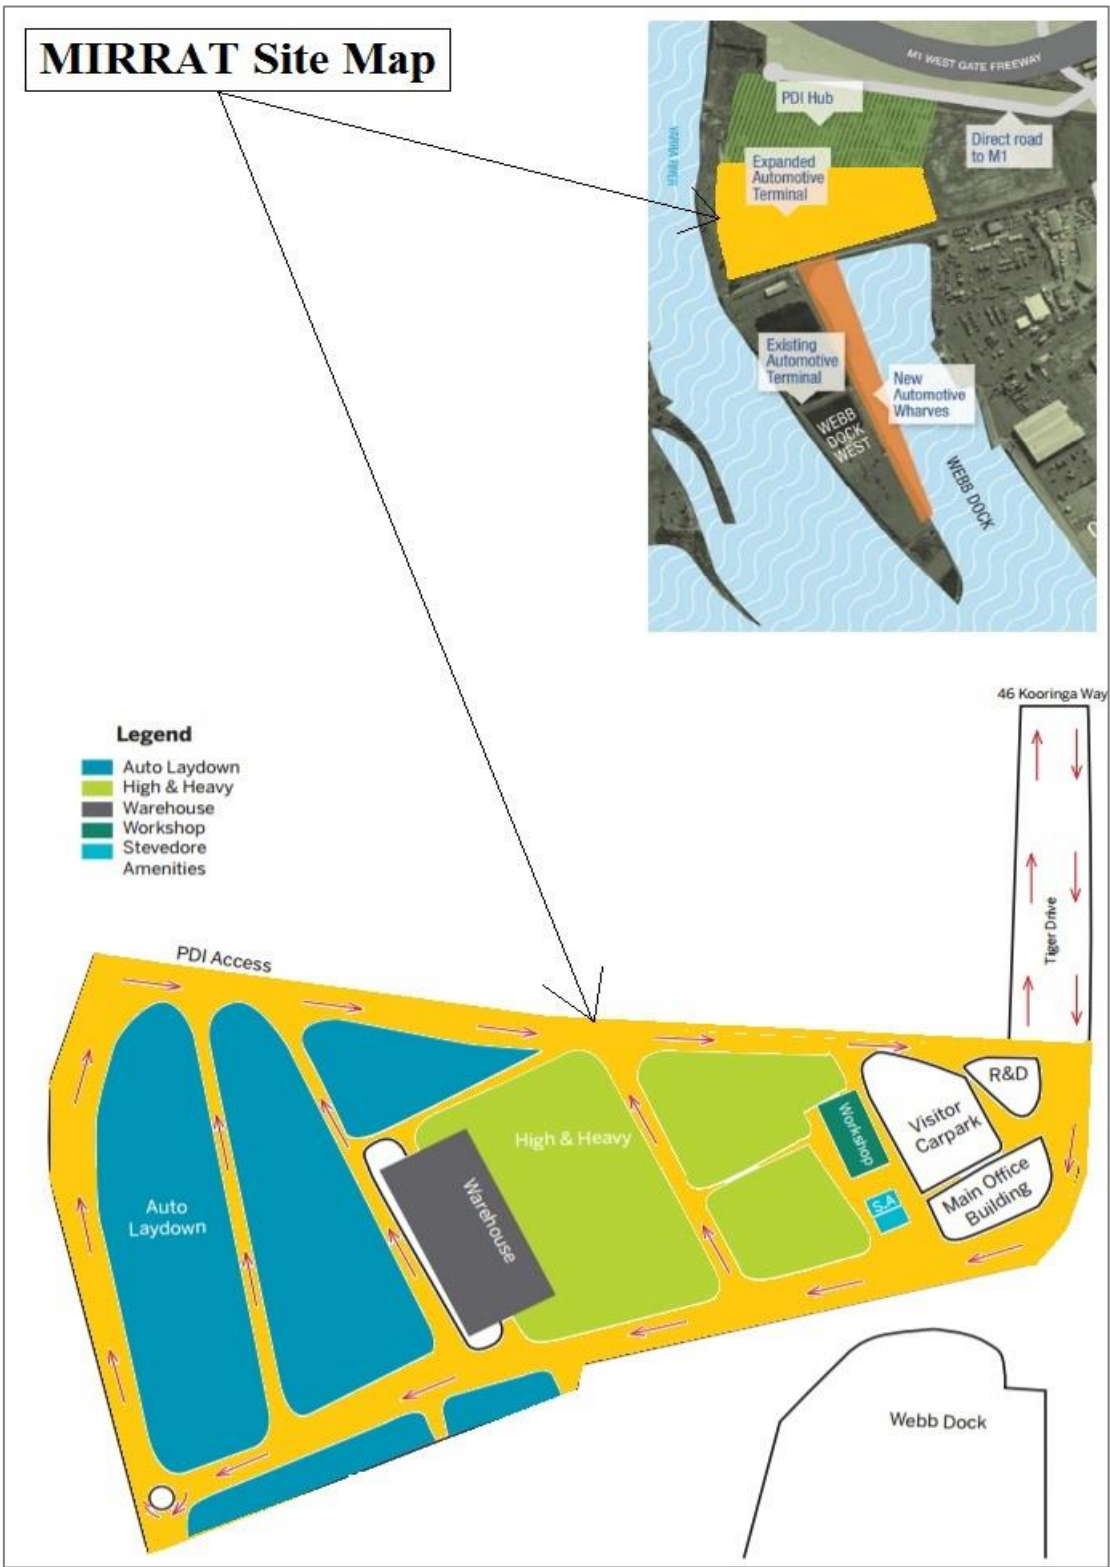 MIRRAT Site Map
M1 WEST GATE FREEWAY
PDI Hub
Direct road
to M1
YARRA RIVER
Expanded
Automotive
Terminal
Existing
Automotive
Terminal
New
Automotive
Wharves
WEBB
DOCK
WEST
WEBB DOCK
46 Kooringa Way
Legend
Auto Laydown
High & Heavy
Warehouse
Workshop
Stevedore
Amenities
Tiger Drive
PDI Access
R&D
Visitor
Carpark
Workshop
High & Heavy
Main Office
Building
S.A
Warehouse
Auto
Laydown
Webb Dock